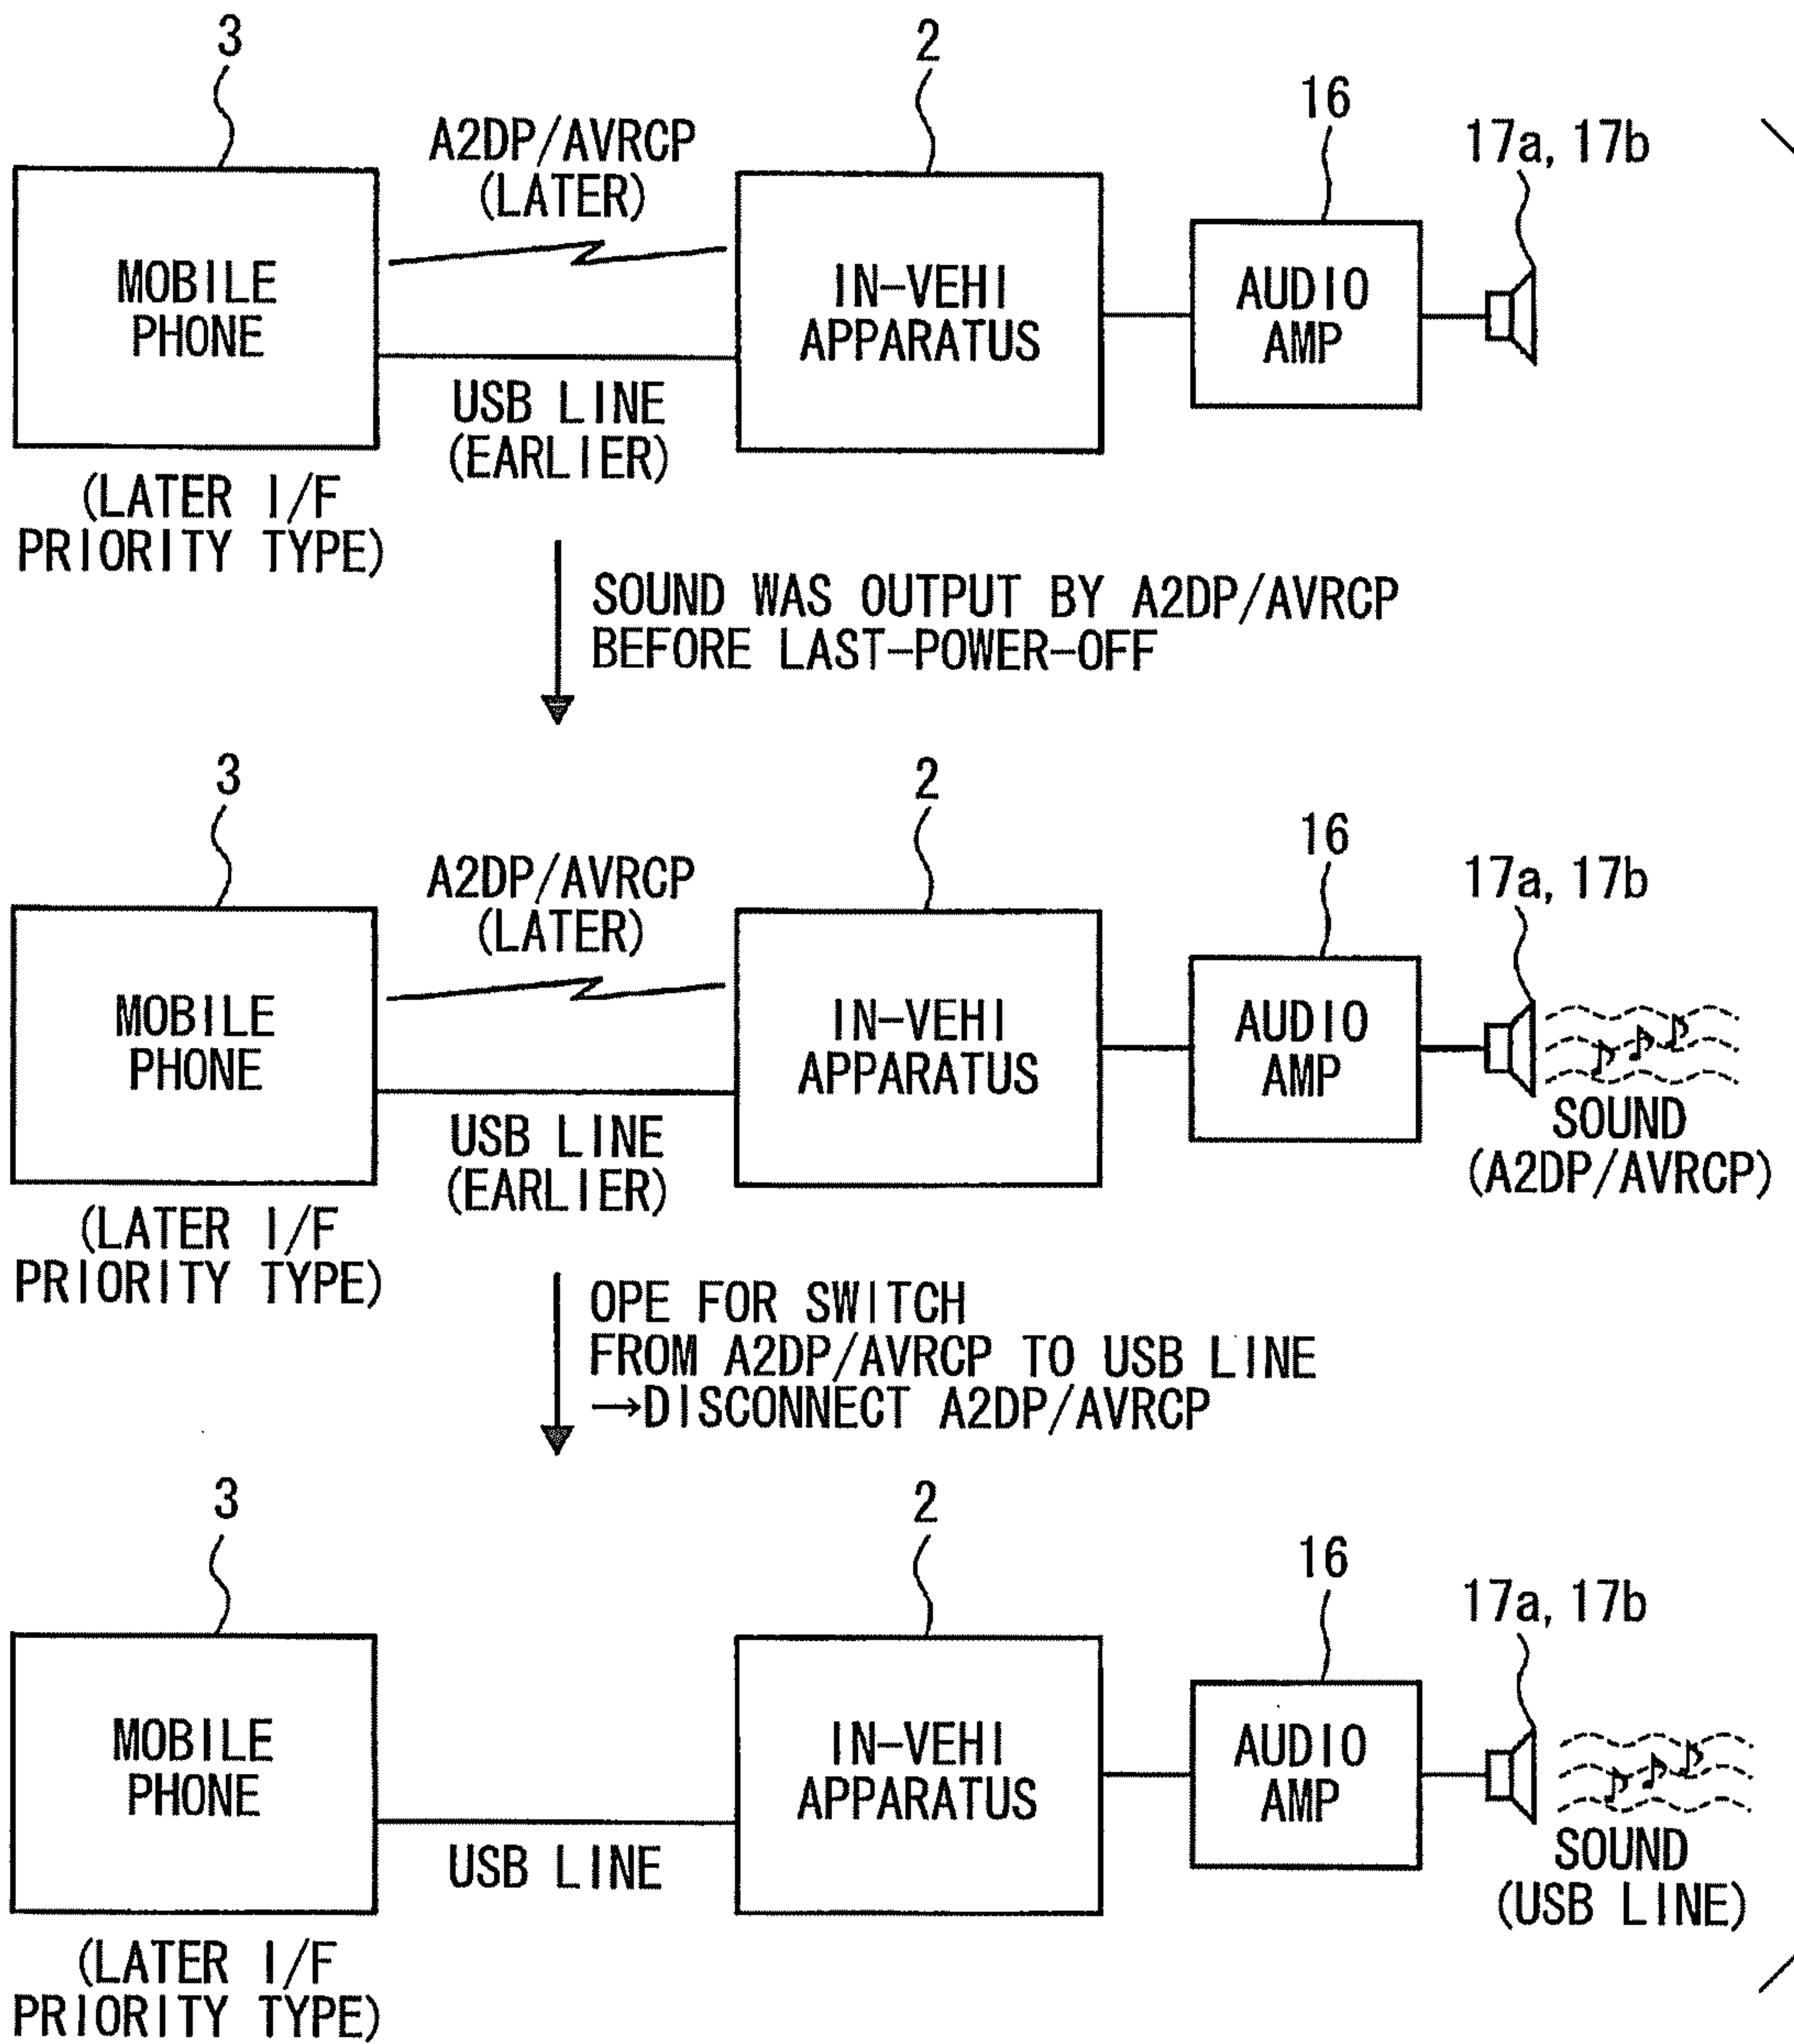 3
2
16
17a, 17b
A2DP/AVRCP
(LATER)
MOBILE
PHONE
IN-VEHI
APPARATUS
AUDIO
AMP
USB LINE
(EARLIER)
(LATER I/F
PRIORITY TYPE)
SOUND WAS OUTPUT BY A2DP/AVRCP
BEFORE LAST-POWER-OFF
3
2
16
17a, 17b
A2DP/AVRCP
(LATER)
MOBILE
PHONE
IN-VEHI
APPARATUS
AUDIO
AMP
SOUND
(A2DP/AVRCP)
USB LINE
(EARLIER)
(LATER I/F
PRIORITY TYPE)
OPE FOR SWITCH
FROM A2DP/AVRCP TO USB LINE
→DISCONNECT A2DP/AVRCP
3
2
16
17a, 17b
MOBILE
PHONE
IN-VEHI
APPARATUS
AUDIO
AMP
USB LINE
SOUND
(USB LINE)
(LATER I/F
PRIORITY TYPE)